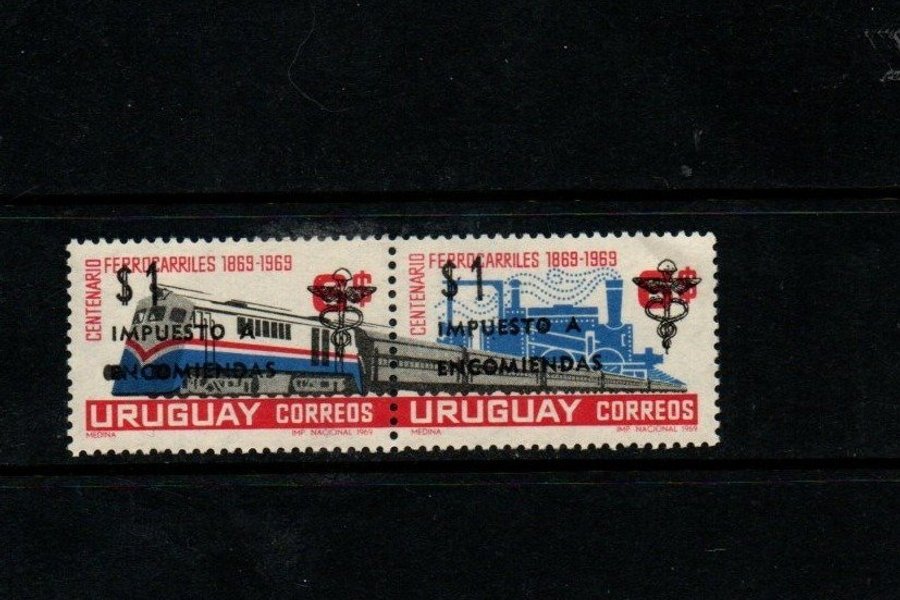 CENTENARIO
FERROCARRILES 1869-1969
$1
IMPUESTO A
ENCOMIENDAS
URUGUAY CORREOS
MEDINA
IMP. NACIONAL 1969
CENTENARIO
FERROCARRILES 1869-1969
$1
IMPUESTO A
ENCOMIENDAS
URUGUAY CORREOS
MEDINA
IMP. NACIONAL 1969